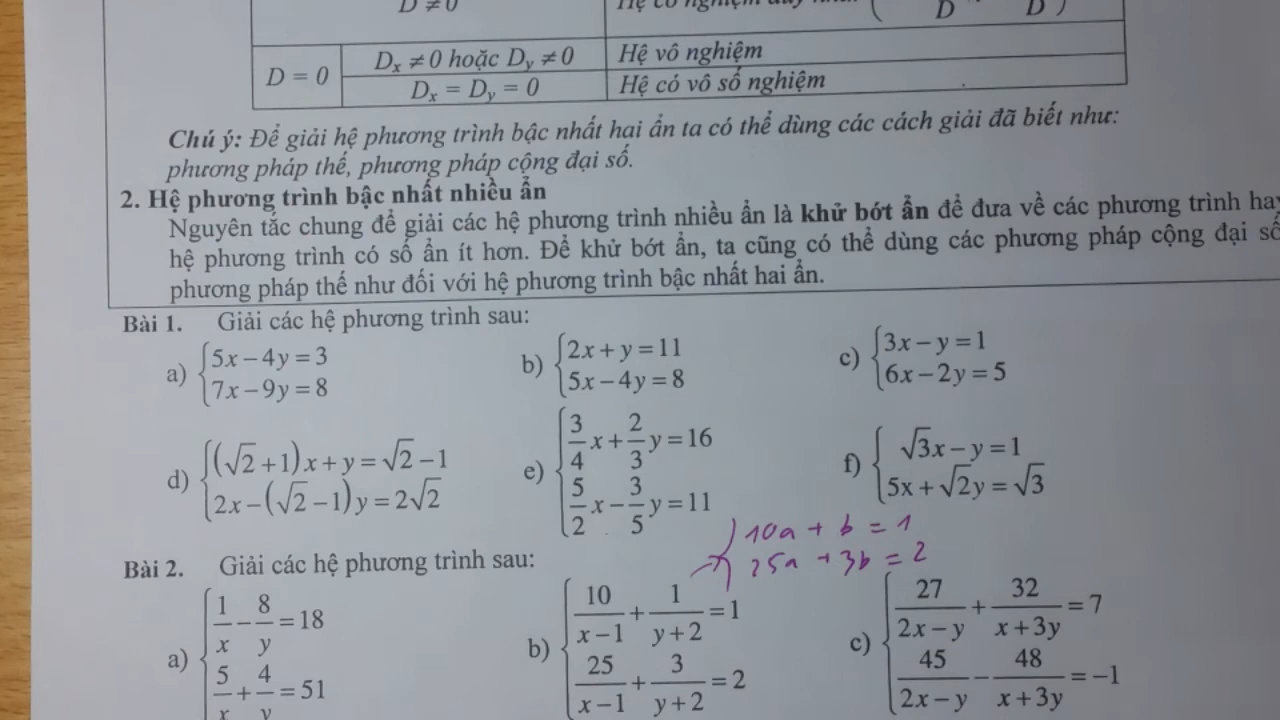 D ≠ 0
D D )
D = 0 Dₓ ≠ 0 hoặc Dᵧ ≠ 0 Hệ vô nghiệm
Dₓ = Dᵧ = 0 Hệ có vô số nghiệm
Chú ý: Để giải hệ phương trình bậc nhất hai ẩn ta có thể dùng các cách giải đã biết như:
phương pháp thế, phương pháp cộng đại số.
2. Hệ phương trình bậc nhất nhiều ẩn
Nguyên tắc chung để giải các hệ phương trình nhiều ẩn là khử bớt ẩn để đưa về các phương trình hay
hệ phương trình có số ẩn ít hơn. Để khử bớt ẩn, ta cũng có thể dùng các phương pháp cộng đại số
phương pháp thế như đối với hệ phương trình bậc nhất hai ẩn.
Bài 1. Giải các hệ phương trình sau:
a) {5x − 4y = 3
7x − 9y = 8
b) {2x + y = 11
5x − 4y = 8
c) {3x − y = 1
6x − 2y = 5
d) {(√2 + 1)x + y = √2 − 1
2x − (√2 − 1)y = 2√2
e) {3/4 x + 2/3 y = 16
5/2 x − 3/5 y = 11
f) {√3x − y = 1
5x + √2y = √3
10a + b = 1
25a + 3b = 2
Bài 2. Giải các hệ phương trình sau:
a) {1/x − 8/y = 18
5/x + 4/y = 51
b) {10/(x−1) + 1/(y+2) = 1
25/(x−1) + 3/(y+2) = 2
c) {27/(2x−y) + 32/(x+3y) = 7
45/(2x−y) − 48/(x+3y) = −1